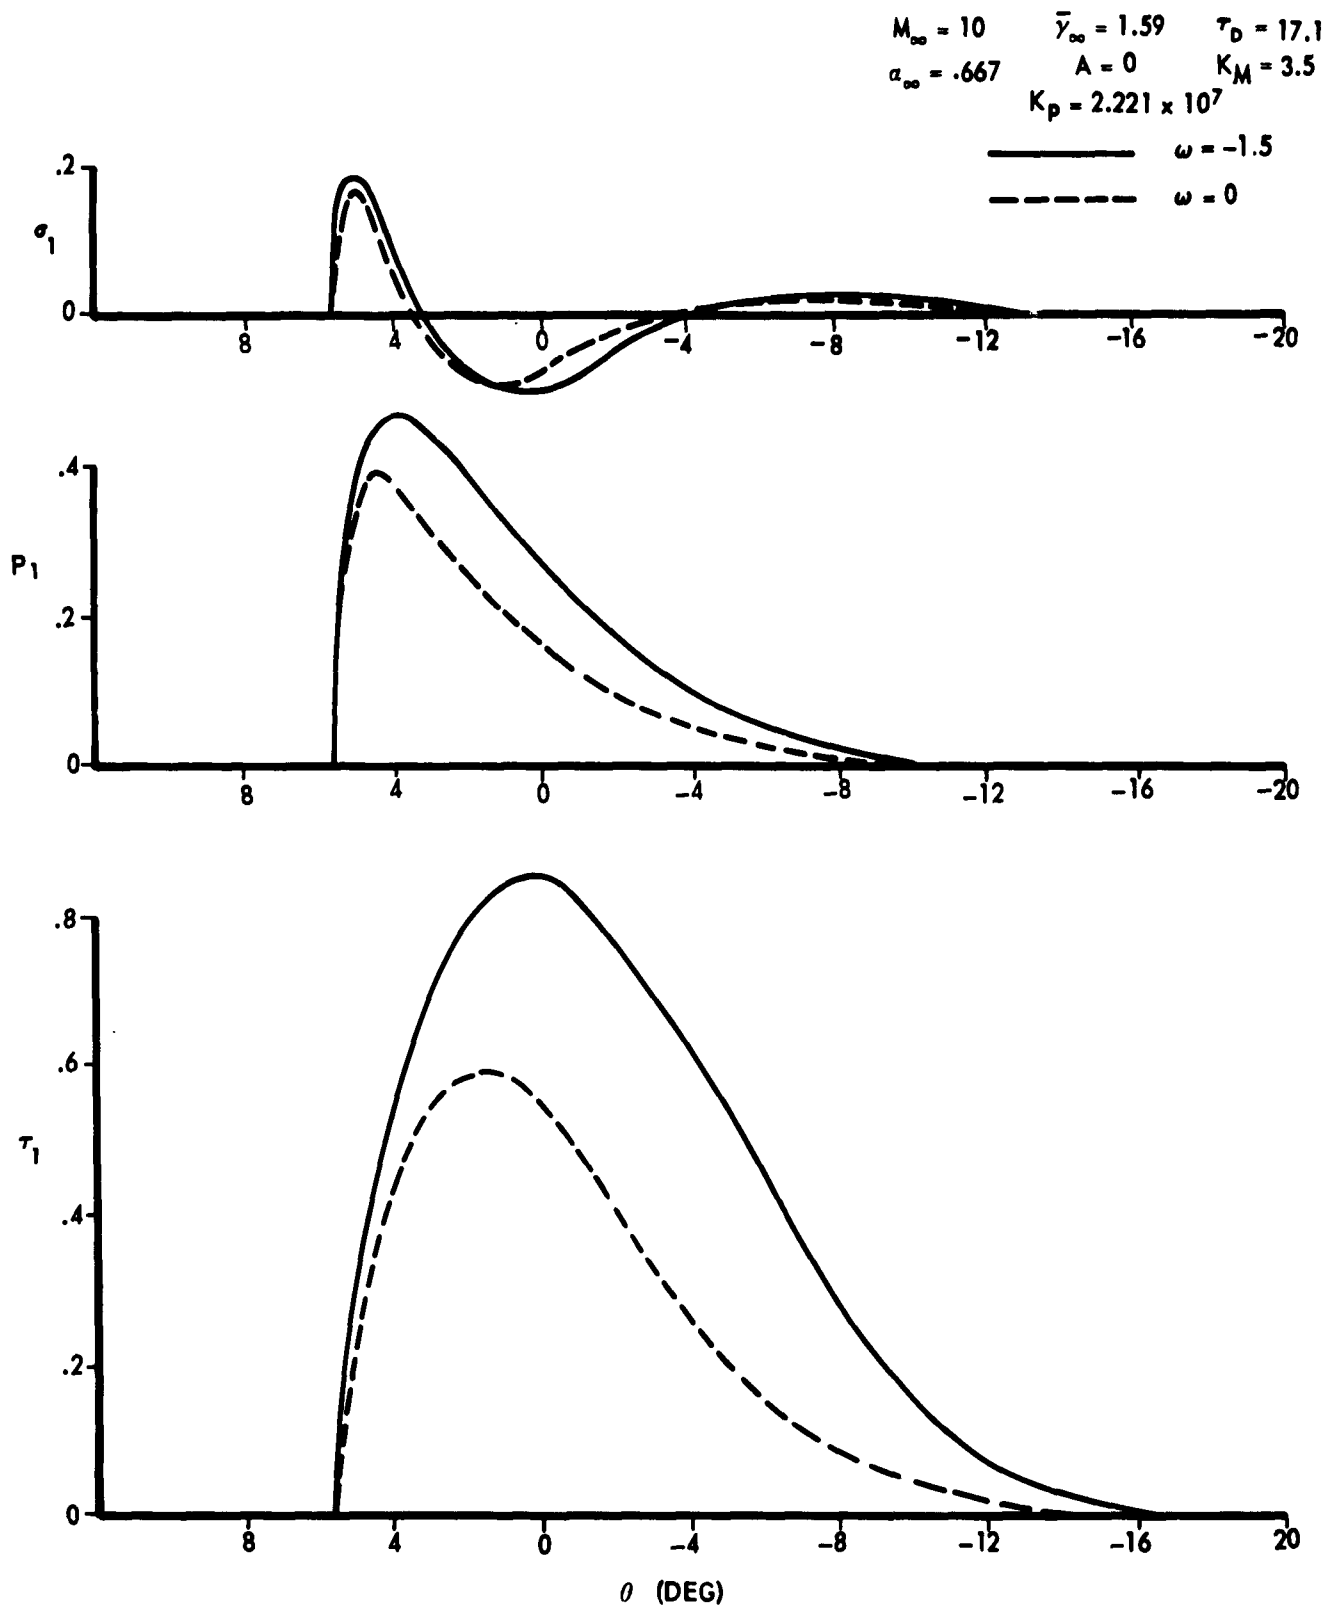 M∞ = 10 γ̄∞ = 1.59 τD = 17.1
α∞ = .667 A = 0 KM = 3.5
Kp = 2.221 x 10⁷
ω = -1.5
ω = 0
.2
σ1
0
8 4 0 -4 -8 -12 -16 -20
.4
P1
.2
0
8 4 0 -4 -8 -12 -16 -20
.8
.6
τ1
.4
.2
0
8 4 0 -4 -8 -12 -16 20
θ (DEG)